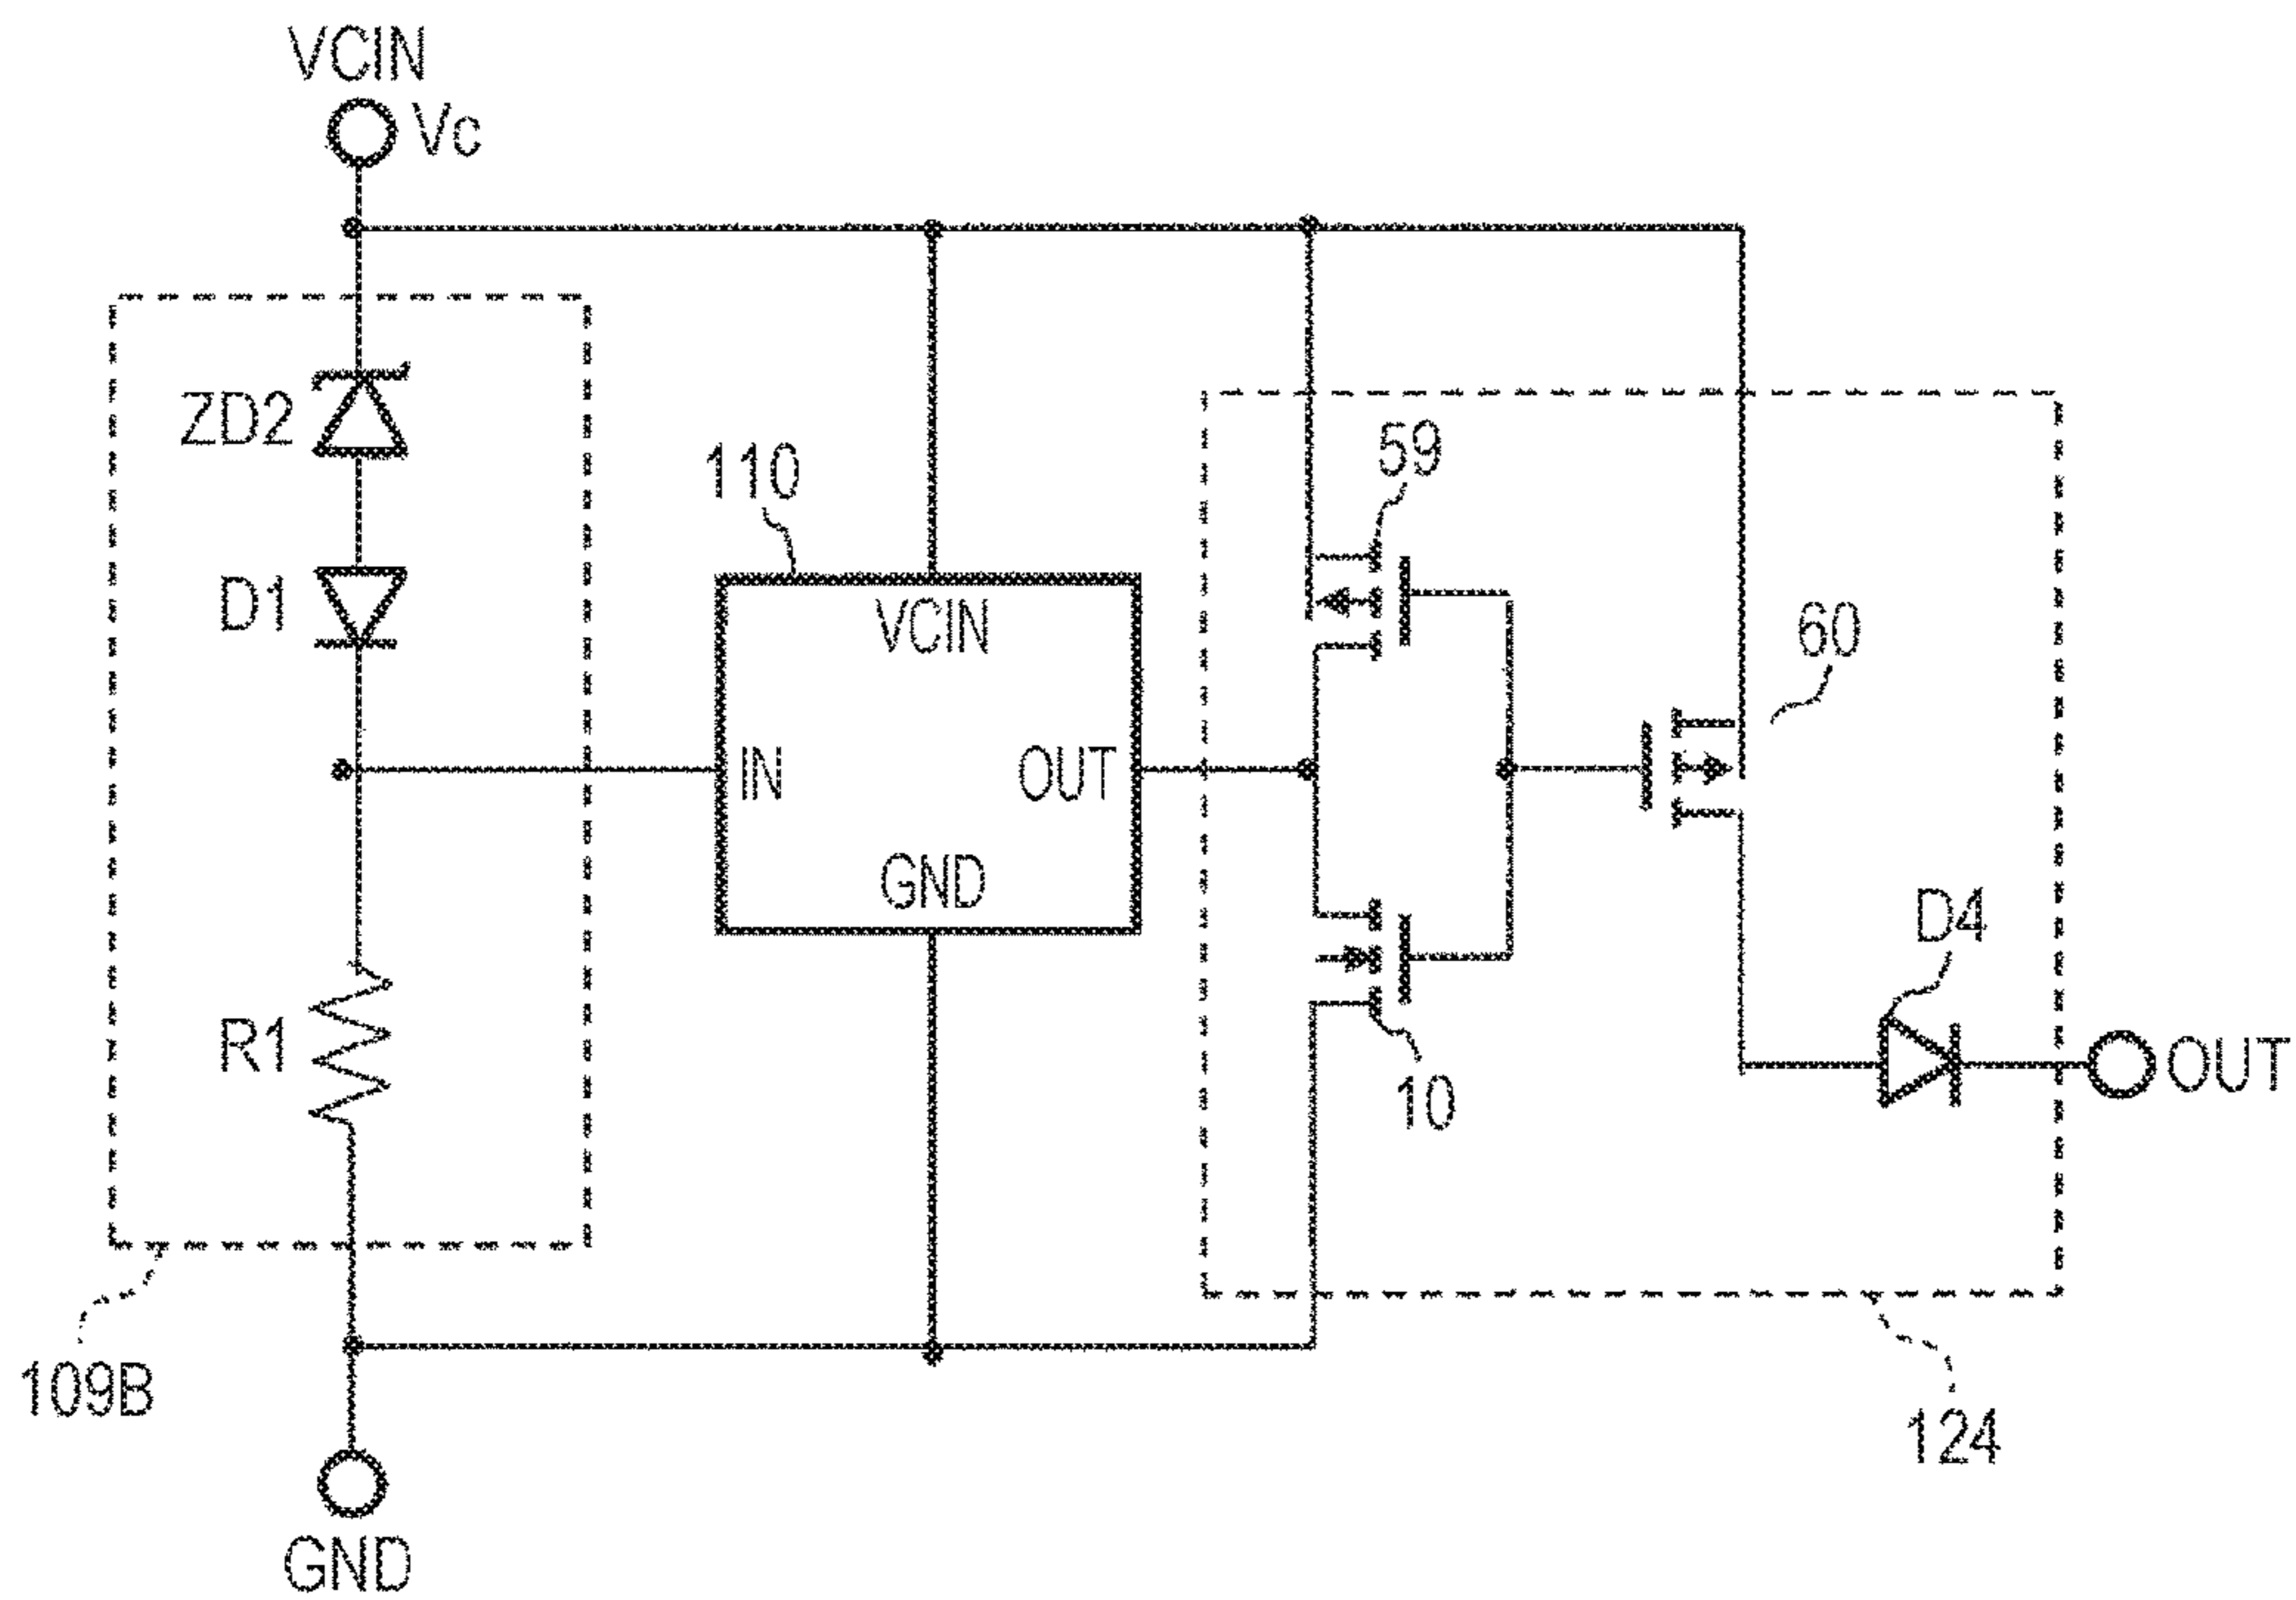 VCIN
Vc
ZD2
D1
R1
109B
GND
110
VCIN
IN
OUT
GND
59
10
60
D4
OUT
124